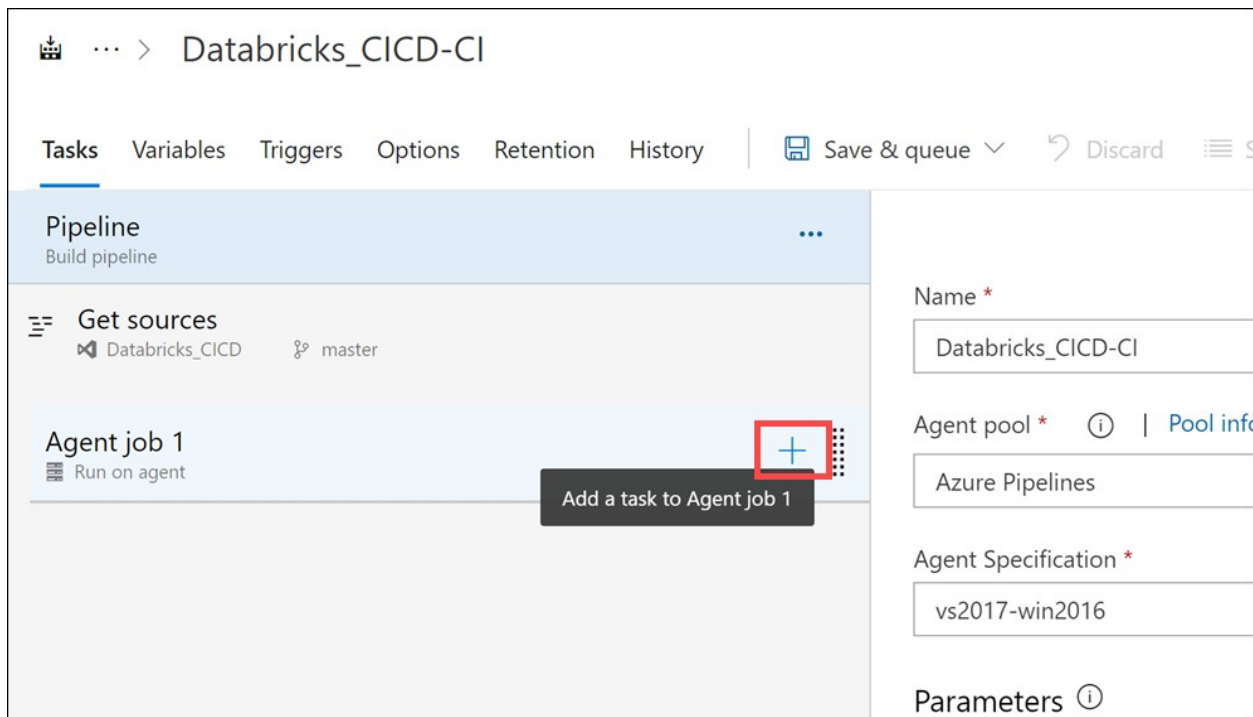 ... > Databricks_CICD-CI
Tasks Variables Triggers Options Retention History Save & queue Discard
Pipeline
Build pipeline
Get sources
Databricks_CICD master
Agent job 1
Run on agent
Add a task to Agent job 1
Name *
Databricks_CICD-CI
Agent pool * | Pool info
Azure Pipelines
Agent Specification *
vs2017-win2016
Parameters